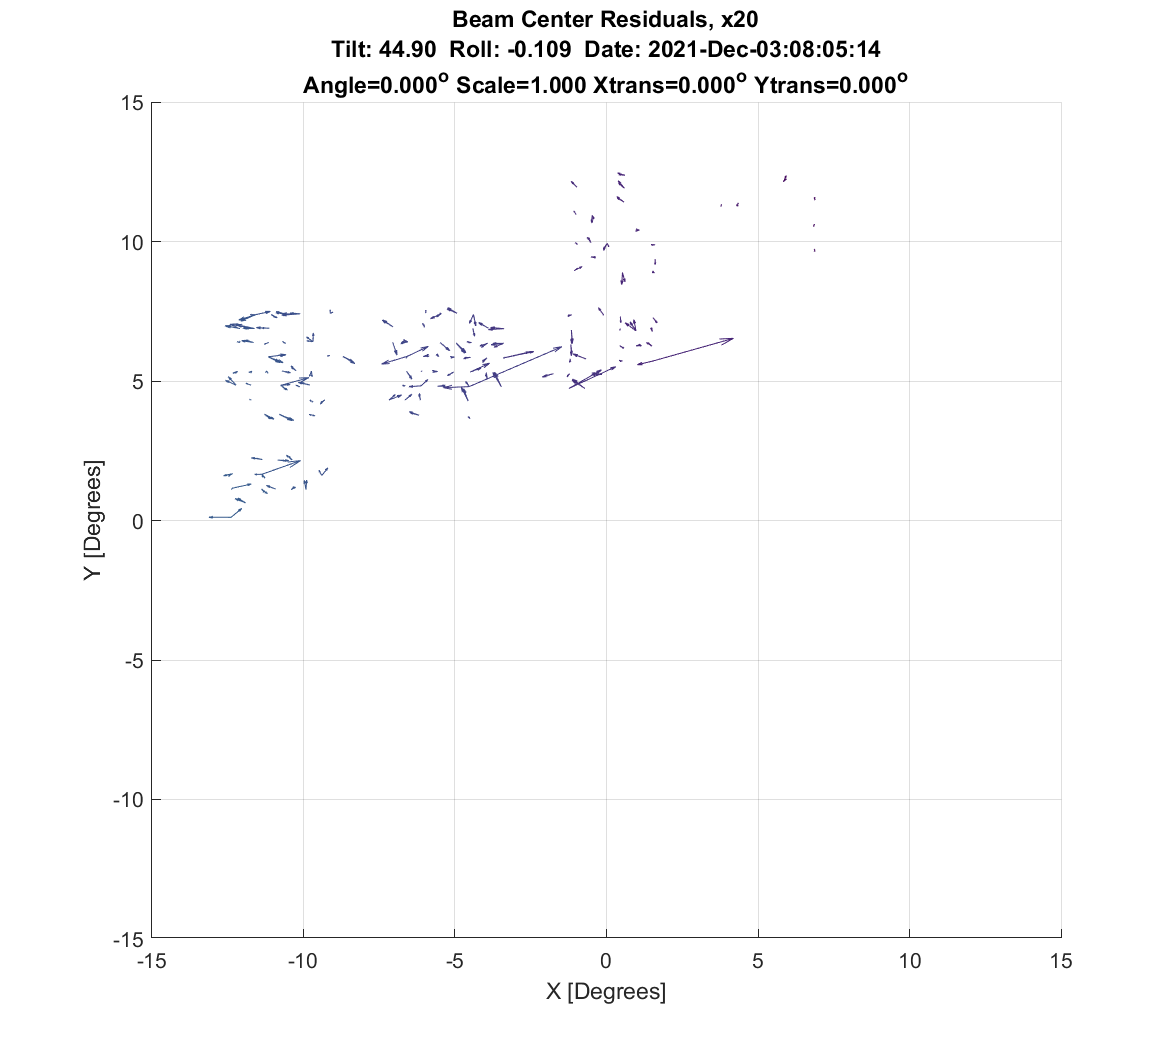 Beam Center Residuals, x20
Tilt: 44.90 Roll: -0.109 Date: 2021-Dec-03:08:05:14
Angle=0.000° Scale=1.000 Xtrans=0.000° Ytrans=0.000°
15
10
5
0
-5
-10
-15
Y [Degrees]
-15 -10 -5 0 5 10 15
X [Degrees]